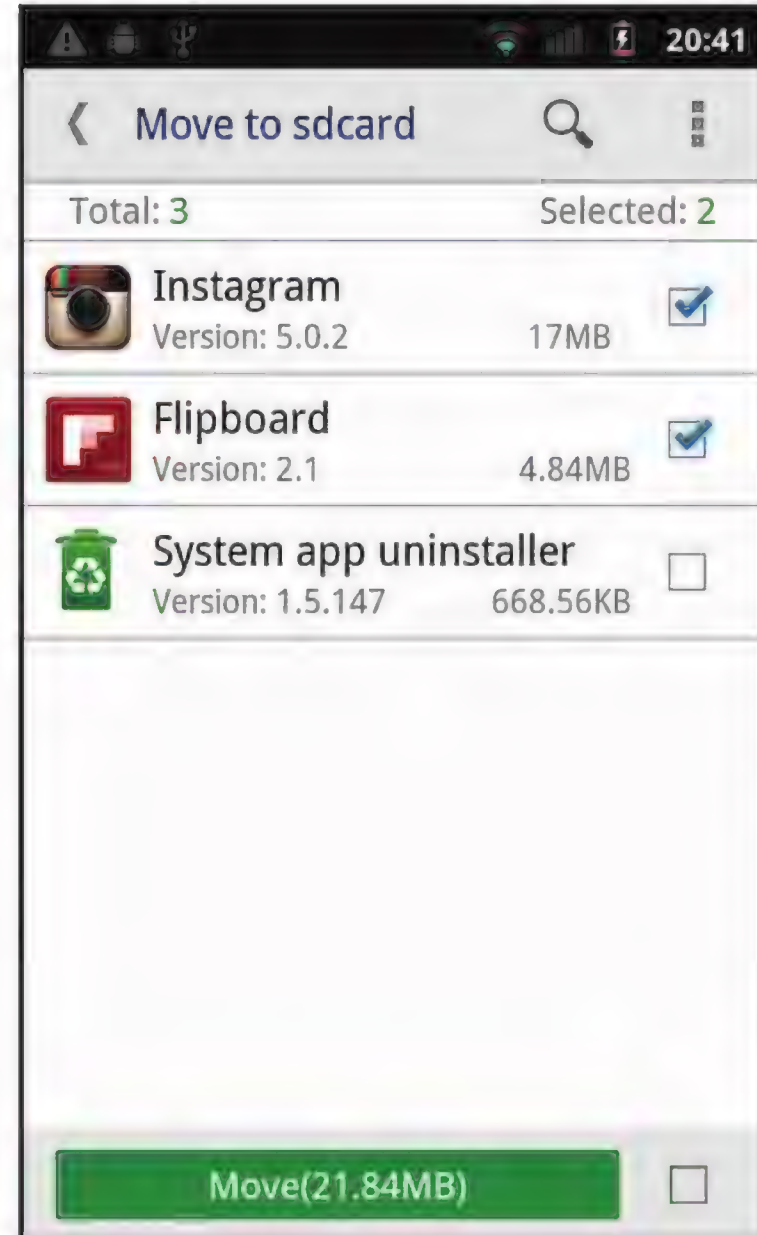 20:41
Move to sdcard
Total: 3 Selected: 2
Instagram
Version: 5.0.2 17MB
Flipboard
Version: 2.1 4.84MB
System app uninstaller
Version: 1.5.147 668.56KB
Move(21.84MB)